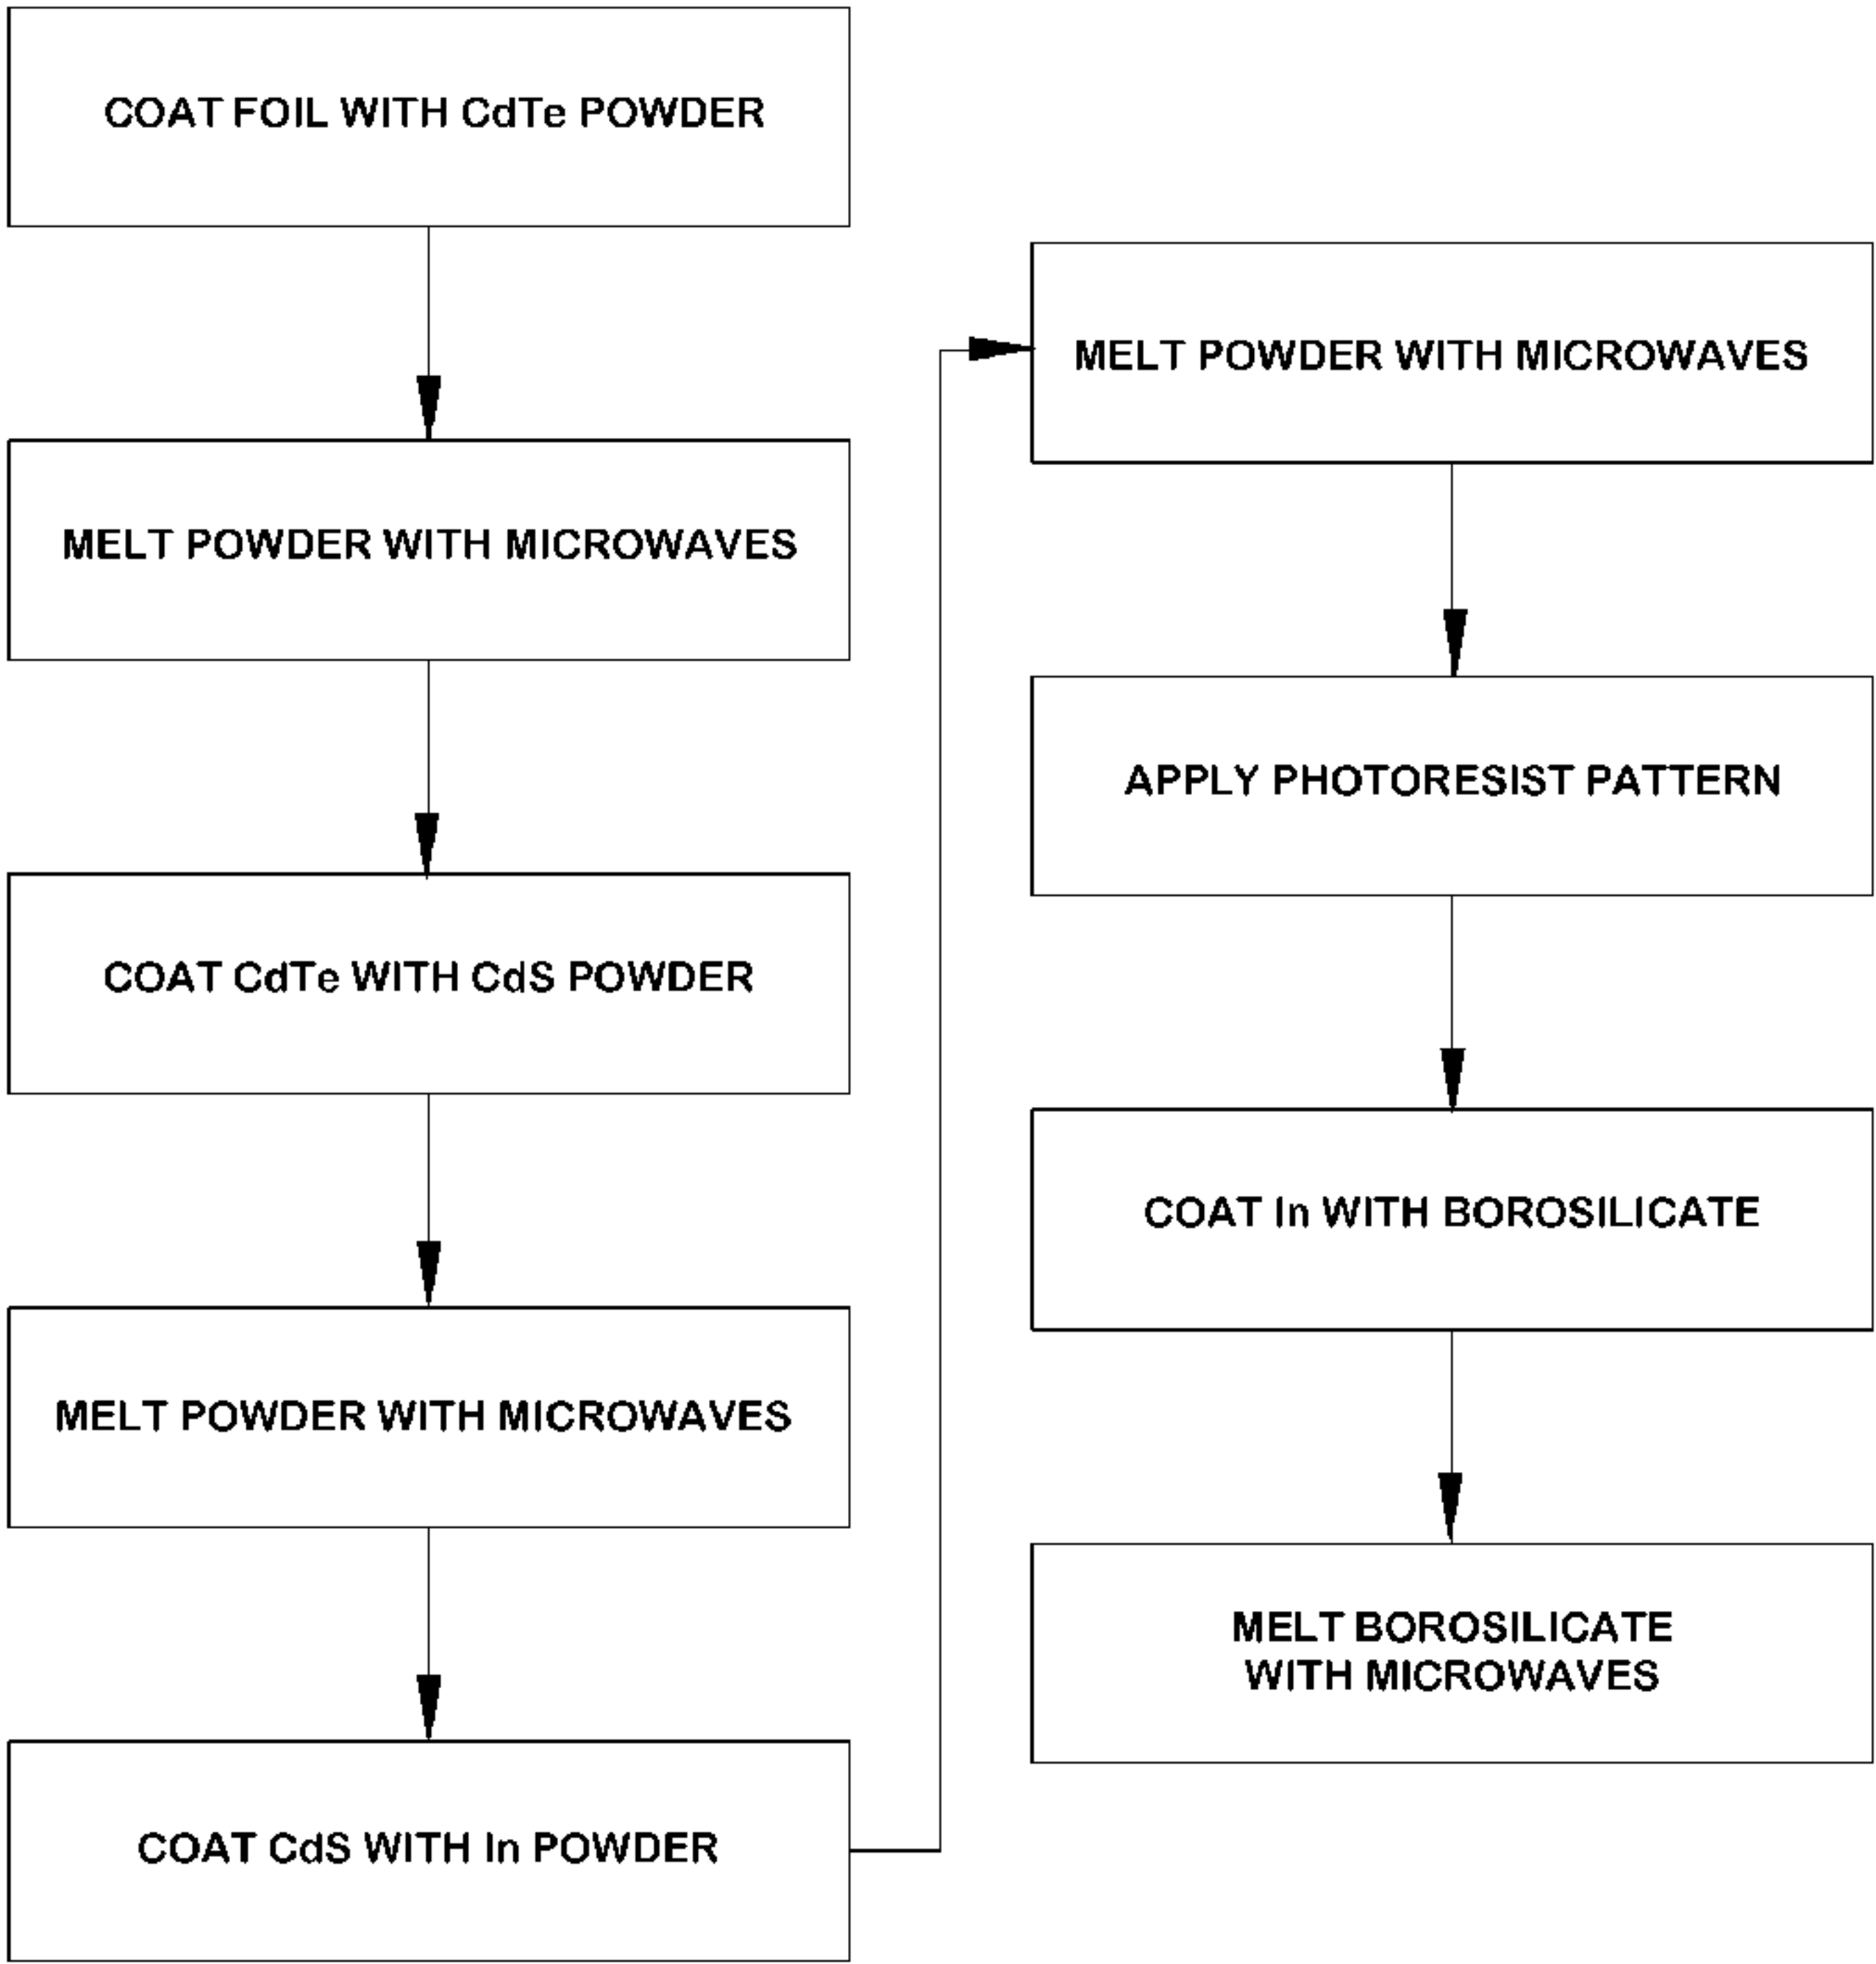 COAT FOIL WITH CdTe POWDER
MELT POWDER WITH MICROWAVES
COAT CdTe WITH CdS POWDER
MELT POWDER WITH MICROWAVES
COAT CdS WITH In POWDER
MELT POWDER WITH MICROWAVES
APPLY PHOTORESIST PATTERN
COAT In WITH BOROSILICATE
MELT BOROSILICATE
WITH MICROWAVES